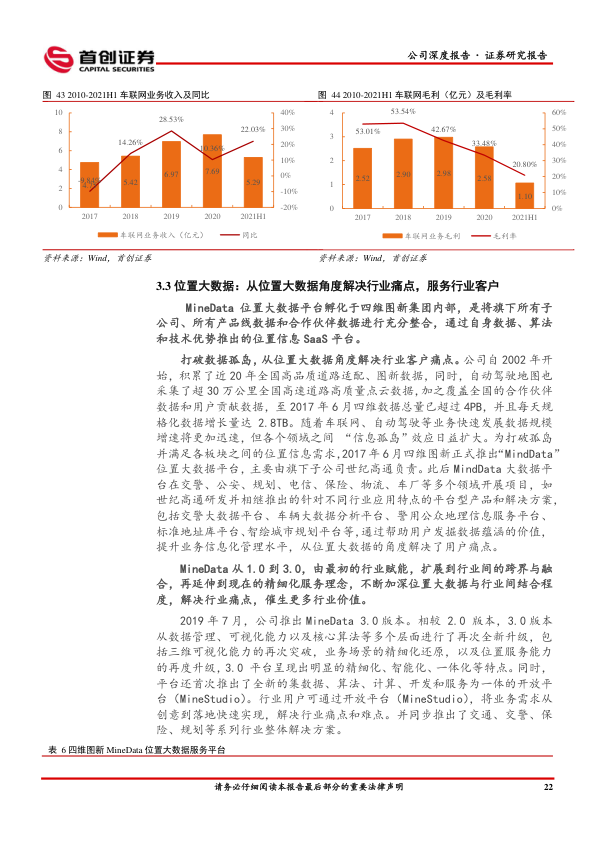 首创证券
CAPITAL SECURITIES
公司深度报告 · 证券研究报告
图 43 2010-2021H1 车联网业务收入及同比
10
8
6
4
2
0
40%
30%
20%
10%
0%
-10%
-20%
-9.84%
14.26%
28.53%
10.36%
22.03%
5.42
6.97
7.69
5.29
2017
2018
2019
2020
2021H1
车联网业务收入（亿元）
同比
资料来源：Wind，首创证券
图 44 2010-2021H1 车联网毛利（亿元）及毛利率
4
3
2
1
0
60%
50%
40%
30%
20%
10%
0%
53.01%
53.54%
42.67%
33.48%
20.80%
2.52
2.90
2.98
2.58
1.10
2017
2018
2019
2020
2021H1
车联网业务毛利
毛利率
资料来源：Wind，首创证券
3.3 位置大数据：从位置大数据角度解决行业痛点，服务行业客户
MineData 位置大数据平台孵化于四维图新集团内部，是将旗下所有子
公司、所有产品线数据和合作伙伴数据进行充分整合，通过自身数据、算法
和技术优势推出的位置信息 SaaS 平台。
打破数据孤岛，从位置大数据角度解决行业客户痛点。公司自 2002 年开
始，积累了近 20 年全国高品质道路适配、图新数据，同时，自动驾驶地图也
采集了超 30 万公里全国高速道路高质量点云数据，加之覆盖全国的合作伙伴
数据和用户贡献数据，至 2017 年 6 月四维数据总量已超过 4PB，并且每天规
格化数据增长量达 2.8TB。随着车联网、自动驾驶等业务快速发展数据规模
增速将更加迅速，但各个领域之间 “信息孤岛”效应日益扩大。为打破孤岛
并满足各板块之间的位置信息需求，2017 年 6 月四维图新正式推出“MindData”
位置大数据平台，主要由旗下子公司世纪高通负责。此后 MindData 大数据平
台在交警、公安、规划、电信、保险、物流、车厂等多个领域开展项目，如
世纪高通研发并相继推出的针对不同行业应用特点的平台型产品和解决方案，
包括交警大数据平台、车辆大数据分析平台、警用公众地理信息服务平台、
标准地址库平台、智绘城市规划平台等，通过帮助用户发掘数据蕴涵的价值，
提升业务信息化管理水平，从位置大数据的角度解决了用户痛点。
MineData 从 1.0 到 3.0，由最初的行业赋能，扩展到行业间的跨界与融
合，再延伸到现在的精细化服务理念，不断加深位置大数据与行业间结合程
度，解决行业痛点，催生更多行业价值。
2019 年 7 月，公司推出 MineData 3.0 版本。相较 2.0 版本，3.0 版本
从数据管理、可视化能力以及核心算法等多个层面进行了再次全新升级，包
括三维可视化能力的再次突破，业务场景的精细化还原，以及位置服务能力
的再度升级，3.0 平台呈现出明显的精细化、智能化、一体化等特点。同时，
平台还首次推出了全新的集数据、算法、计算、开发和服务为一体的开放平
台（MineStudio）。行业用户可通过开放平台（MineStudio），将业务需求从
创意到落地快速实现，解决行业痛点和难点。并同步推出了交通、交警、保
险、规划等系列行业整体解决方案。
表 6 四维图新 MineData 位置大数据服务平台
请务必仔细阅读本报告最后部分的重要法律声明
22